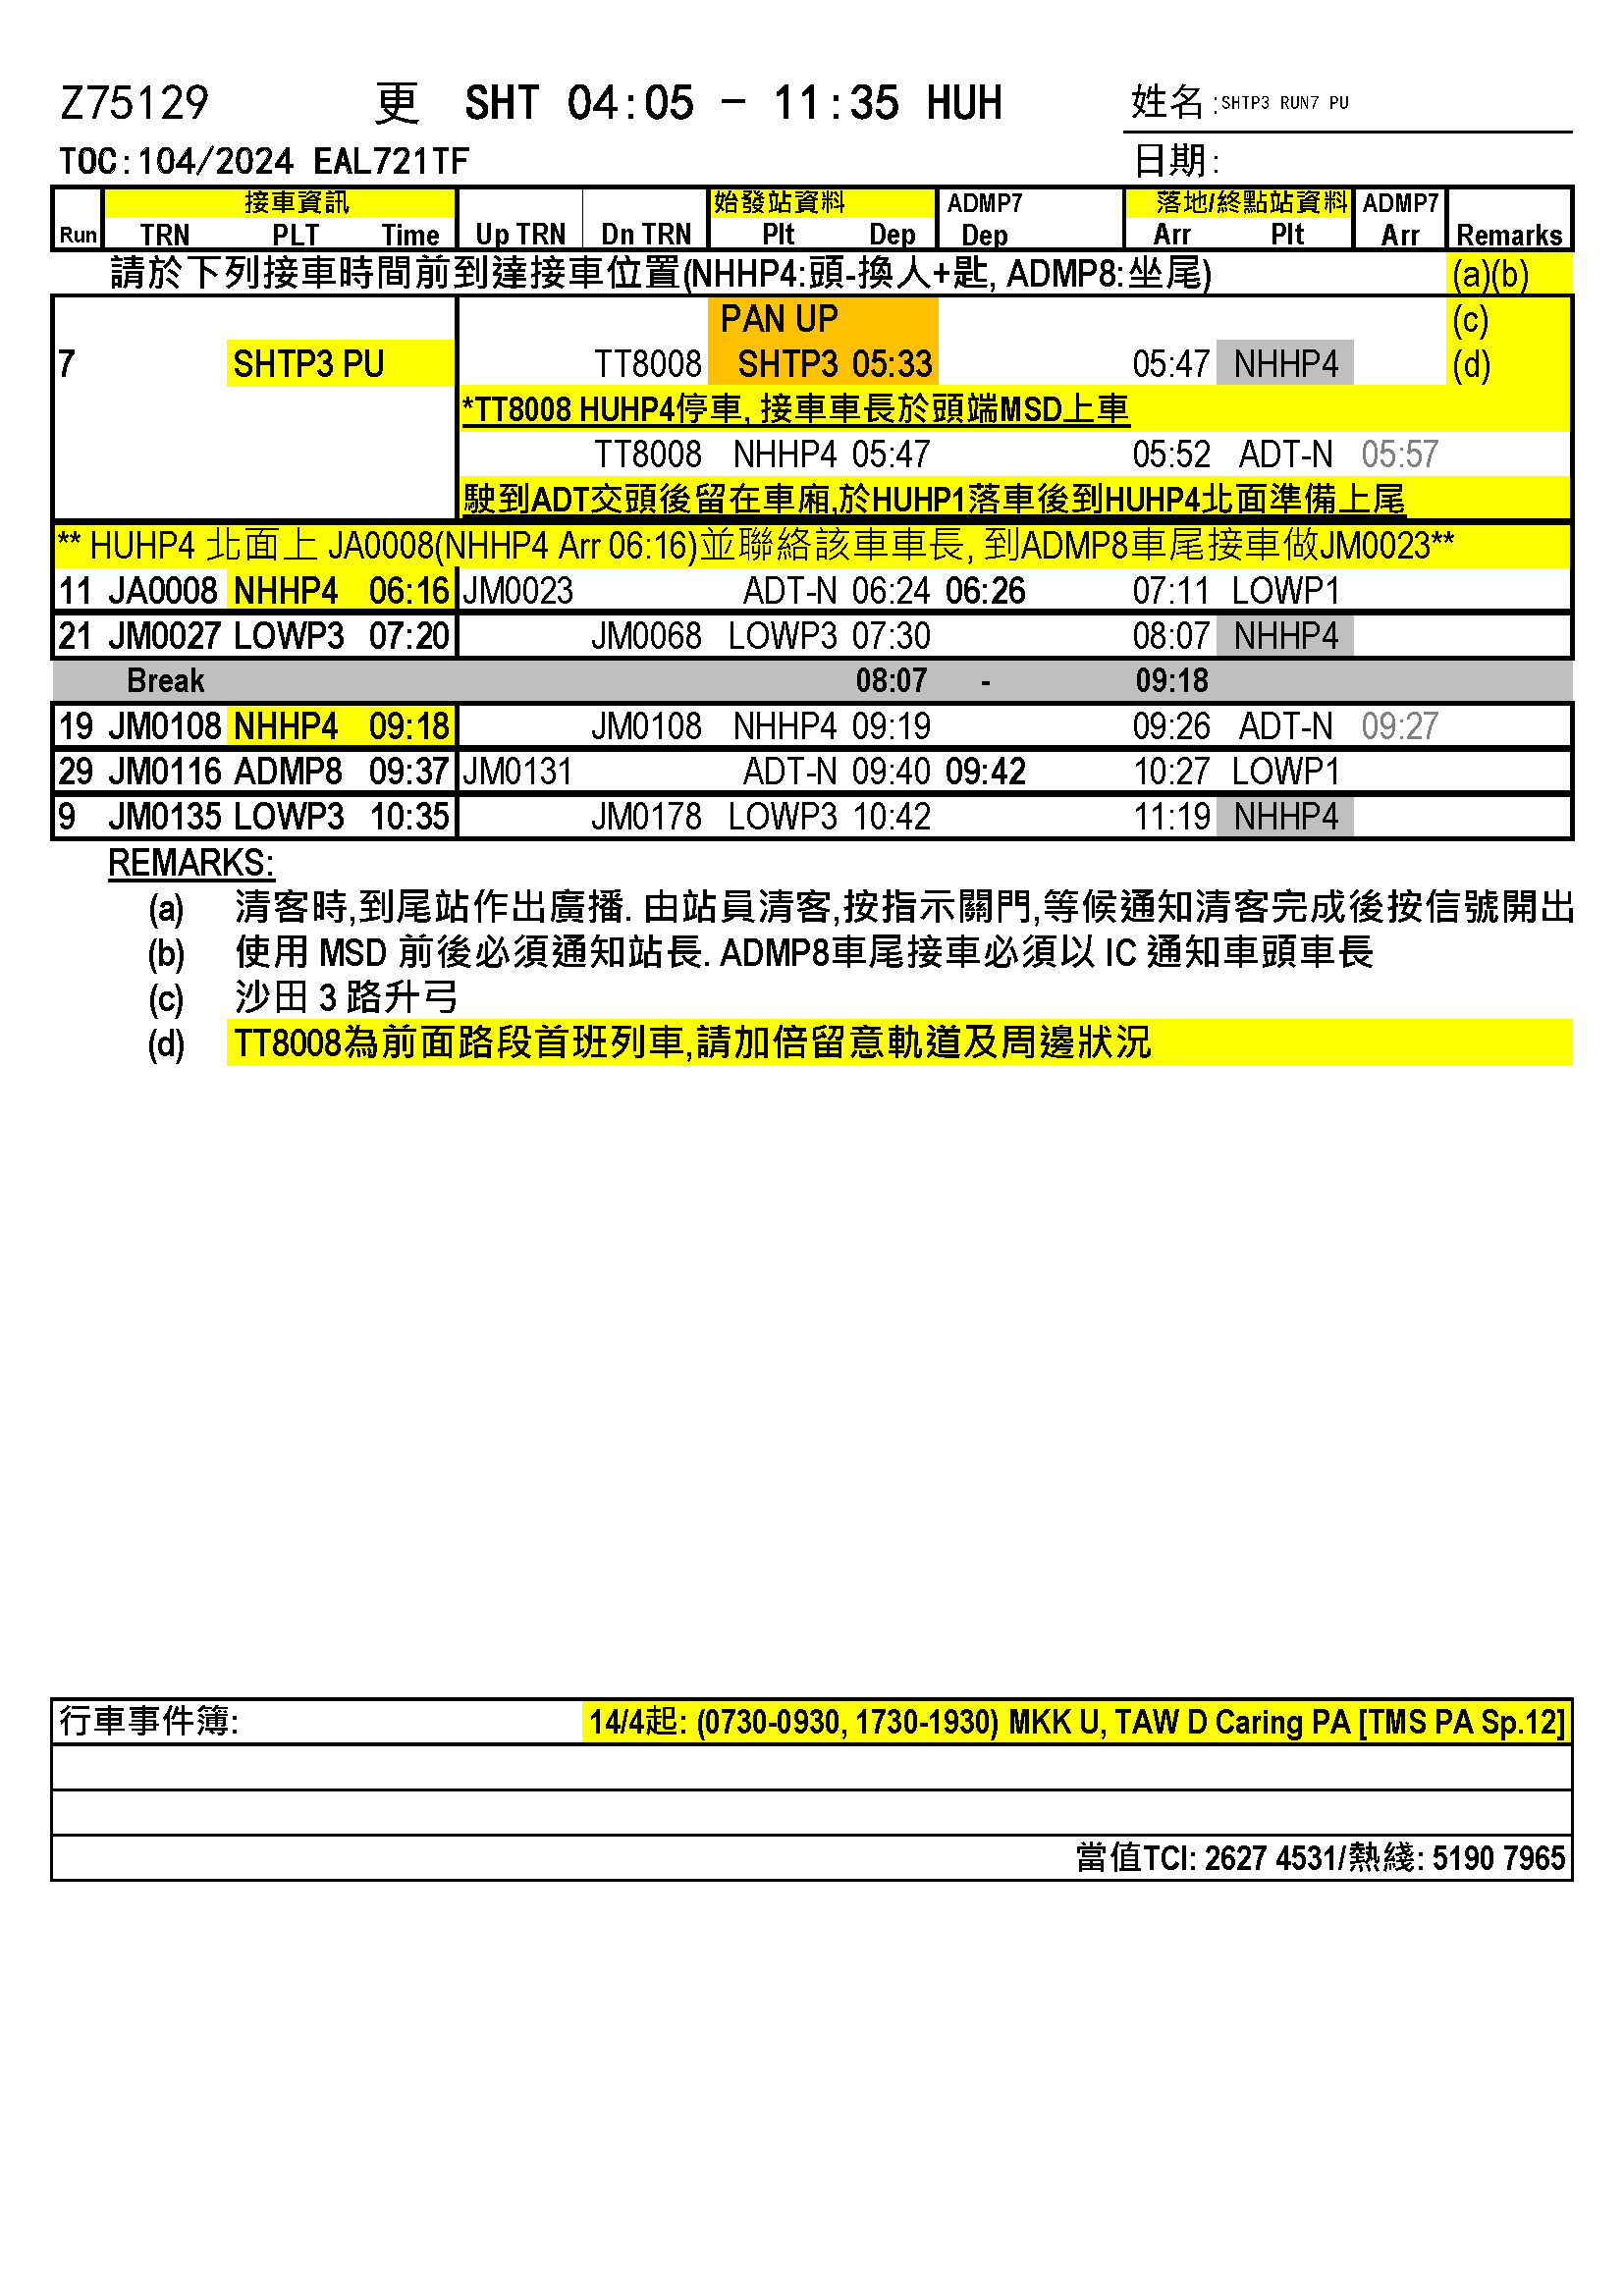 Z75129 更 SHT 04:05 - 11:35 HUH 姓名:SHTP3 RUN7 PU
TOC:104/2024 EAL721TF 日期:
接車資訊 始發站資料 ADMP7 落地/終點站資料 ADMP7
Run TRN PLT Time Up TRN Dn TRN Plt Dep Dep Arr Plt Arr Remarks
請於下列接車時間前到達接車位置(NHHP4:頭-換人+匙, ADMP8:坐尾) (a)(b)
PAN UP (c)
7 SHTP3 PU TT8008 SHTP3 05:33 05:47 NHHP4 (d)
*TT8008 HUHP4停車, 接車車長於頭端MSD上車
TT8008 NHHP4 05:47 05:52 ADT-N 05:57
駛到ADT交頭後留在車廂,於HUHP1落車後到HUHP4北面準備上尾
** HUHP4 北面上 JA0008(NHHP4 Arr 06:16)並聯絡該車車長, 到ADMP8車尾接車做JM0023**
11 JA0008 NHHP4 06:16 JM0023 ADT-N 06:24 06:26 07:11 LOWP1
21 JM0027 LOWP3 07:20 JM0068 LOWP3 07:30 08:07 NHHP4
Break 08:07 - 09:18
19 JM0108 NHHP4 09:18 JM0108 NHHP4 09:19 09:26 ADT-N 09:27
29 JM0116 ADMP8 09:37 JM0131 ADT-N 09:40 09:42 10:27 LOWP1
9 JM0135 LOWP3 10:35 JM0178 LOWP3 10:42 11:19 NHHP4
REMARKS:
(a) 清客時,到尾站作出廣播. 由站員清客,按指示關門,等候通知清客完成後按信號開出
(b) 使用 MSD 前後必須通知站長. ADMP8車尾接車必須以 IC 通知車頭車長
(c) 沙田 3 路升弓
(d) TT8008為前面路段首班列車,請加倍留意軌道及周邊狀況
行車事件簿: 14/4起: (0730-0930, 1730-1930) MKK U, TAW D Caring PA [TMS PA Sp.12]
當值TCI: 2627 4531/熱綫: 5190 7965